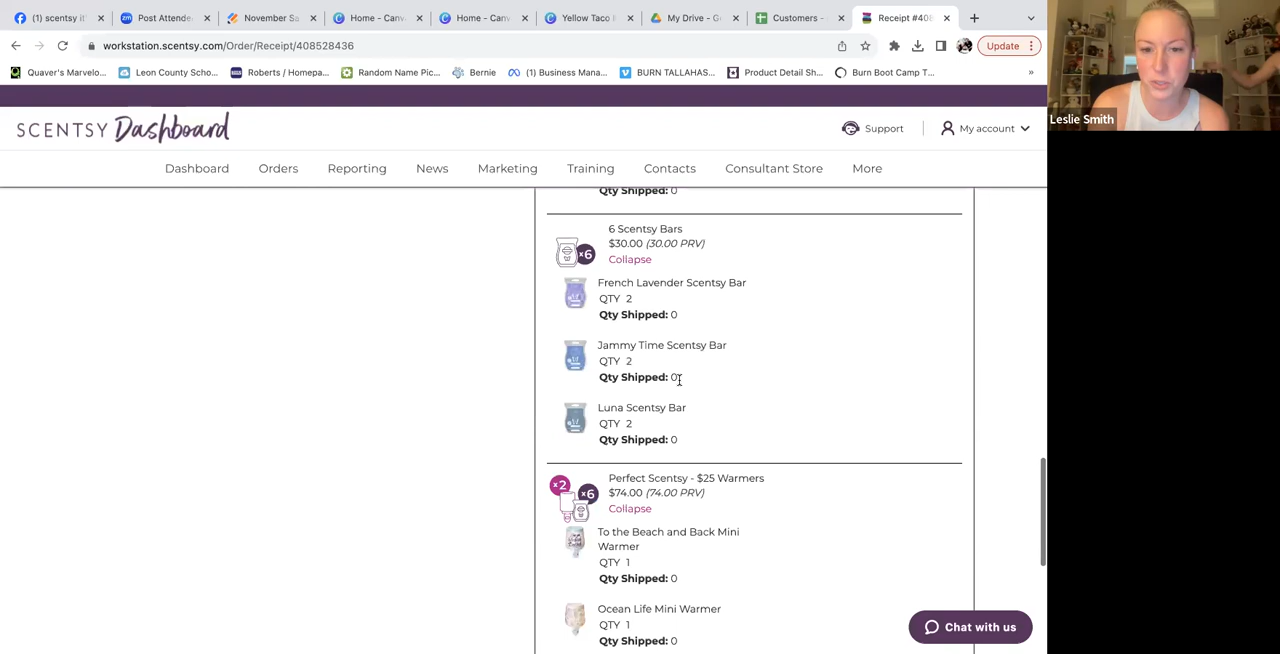 (1) scentsy it'
Post Attende
November Sa
Home - Canv
Home - Canv
Yellow Taco
My Drive - G
Customers -
Receipt #408
workstation.scentsy.com/Order/Receipt/408528436
Update
Quaver's Marvelo...
Leon County Scho...
Roberts / Homepa...
Random Name Pic...
Bernie
(1) Business Mana...
BURN TALLAHAS...
Product Detail Sh...
Burn Boot Camp T...
»
Leslie Smith
SCENTSY Dashboard
Support
My account
Dashboard
Orders
Reporting
News
Marketing
Training
Contacts
Consultant Store
More
Qty Shipped: 0
x6
6 Scentsy Bars
$30.00 (30.00 PRV)
Collapse
French Lavender Scentsy Bar
QTY 2
Qty Shipped: 0
Jammy Time Scentsy Bar
QTY 2
Qty Shipped: 0
Luna Scentsy Bar
QTY 2
Qty Shipped: 0
x2
x6
Perfect Scentsy - $25 Warmers
$74.00 (74.00 PRV)
Collapse
To the Beach and Back Mini
Warmer
QTY 1
Qty Shipped: 0
Ocean Life Mini Warmer
QTY 1
Qty Shipped: 0
Chat with us